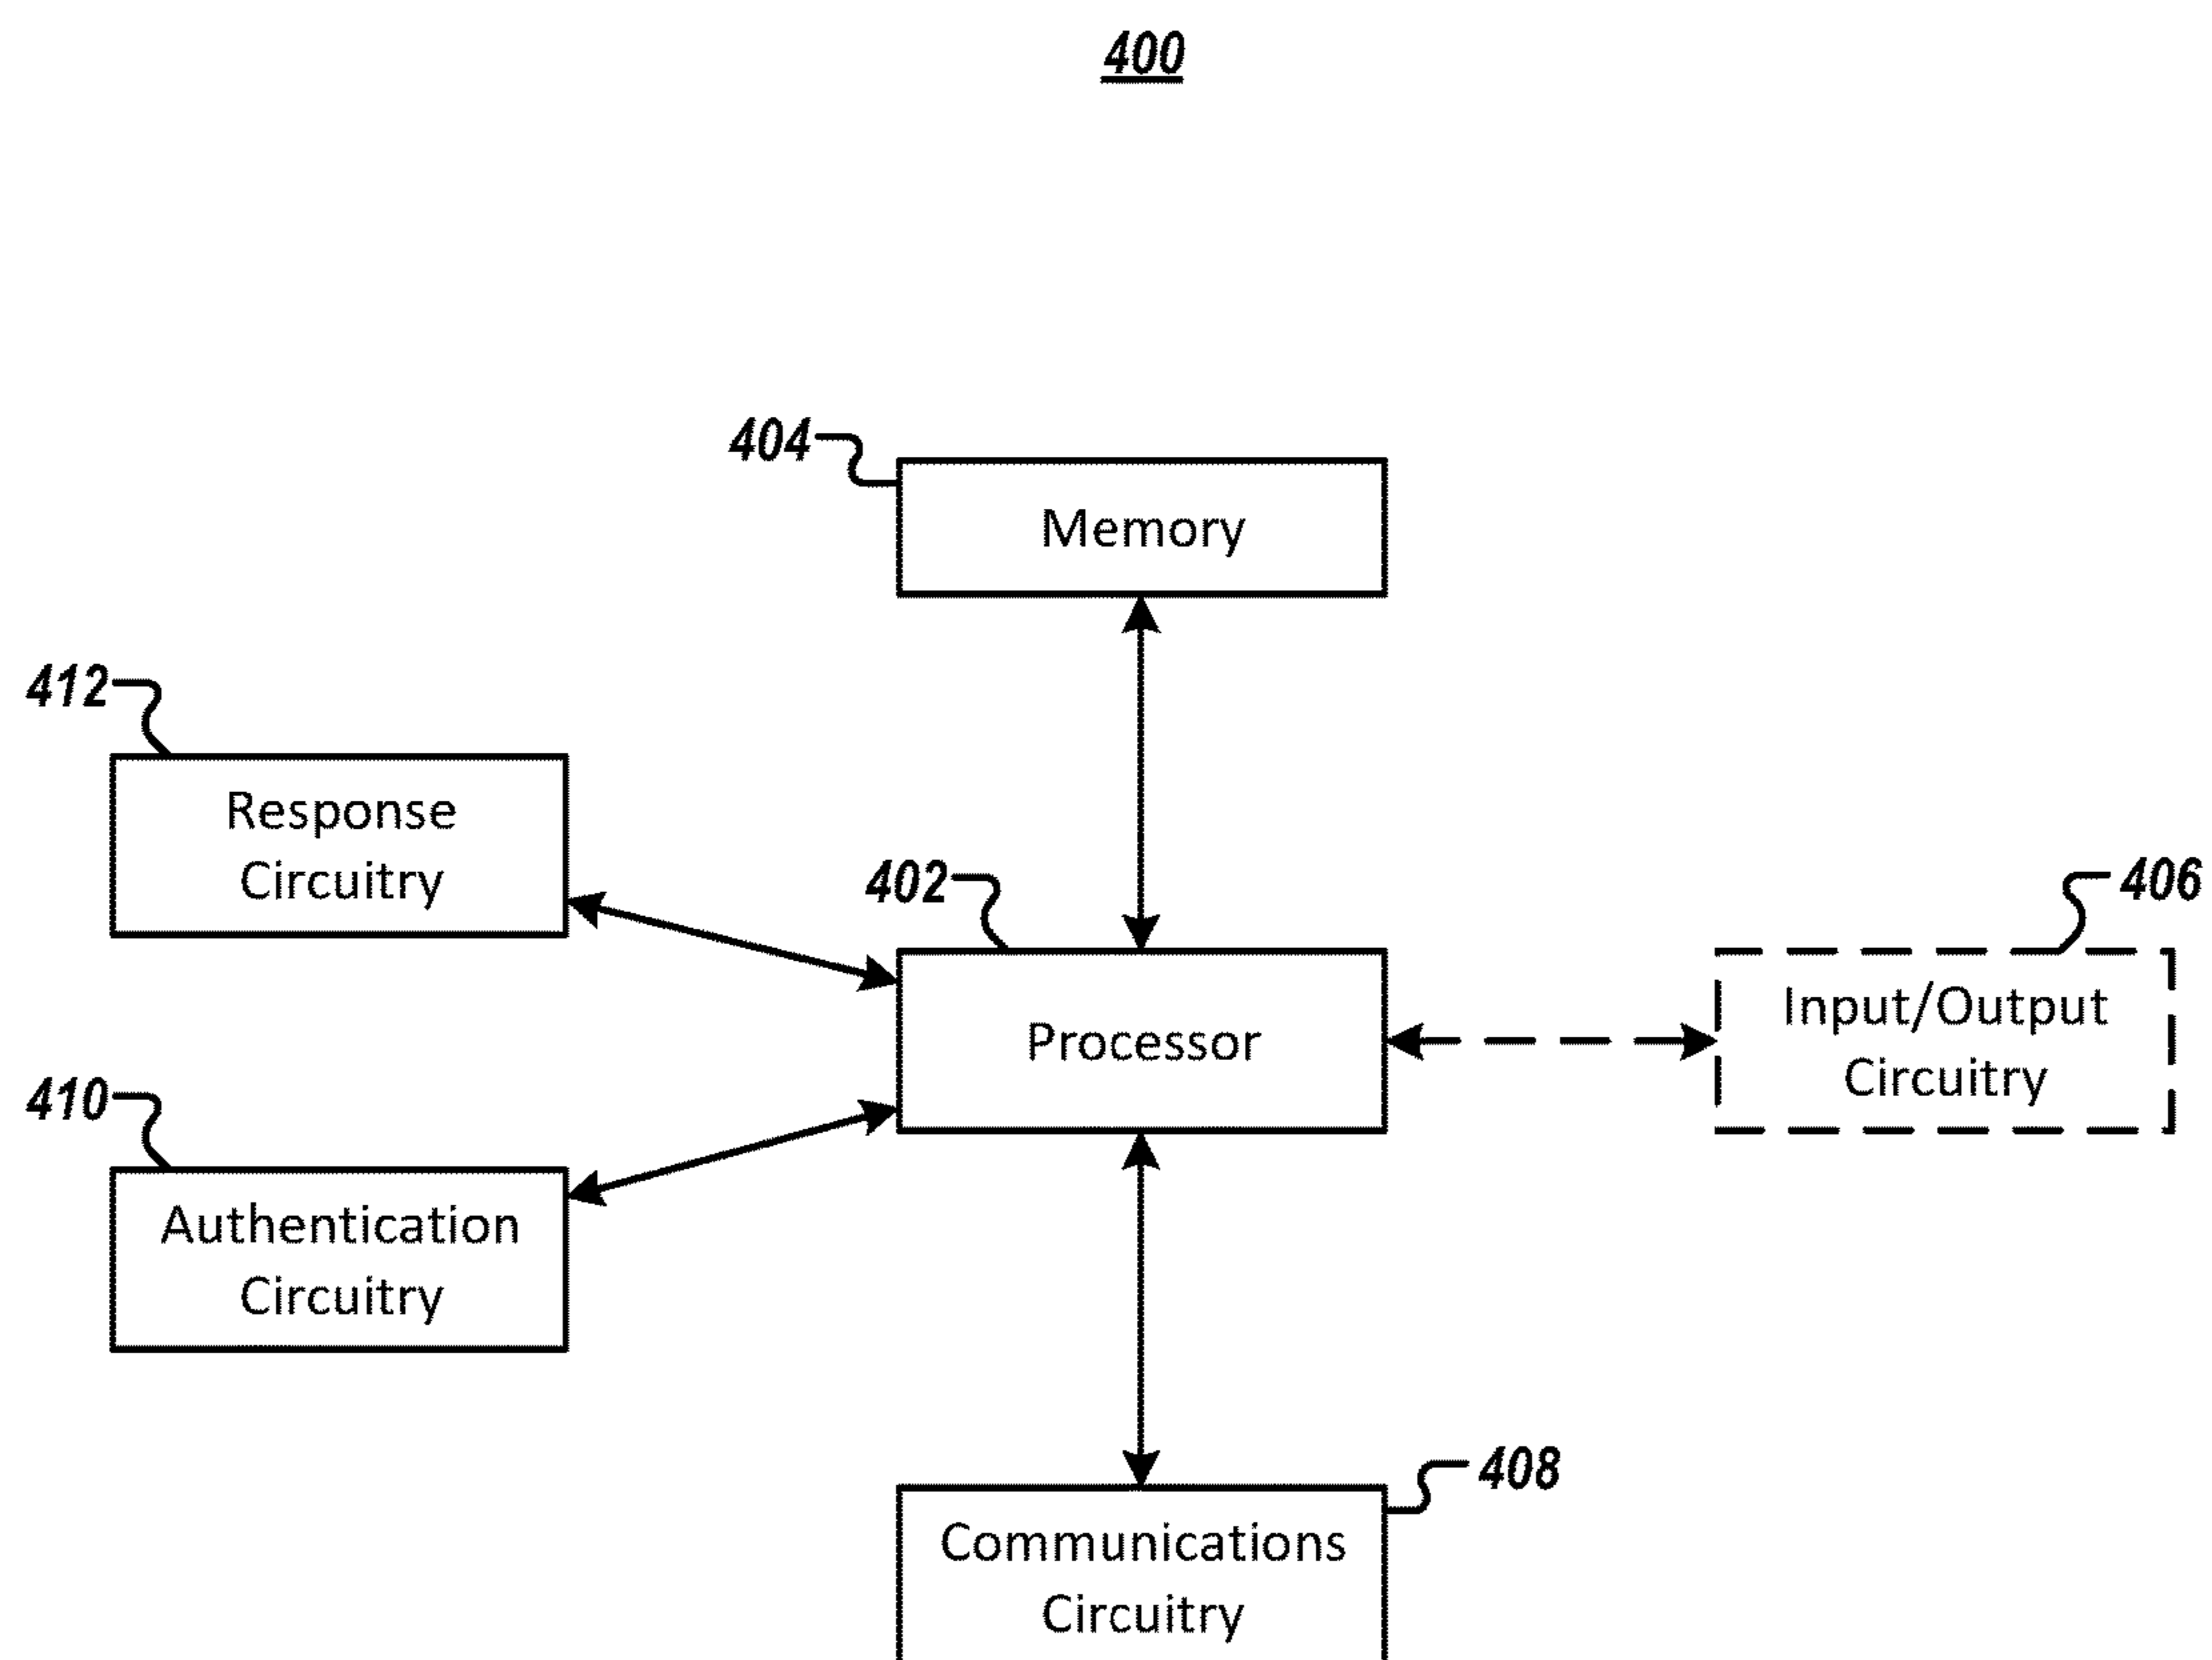 400
404
Memory
412
Response
Circuitry
402
Processor
406
Input/Output
Circuitry
410
Authentication
Circuitry
408
Communications
Circuitry